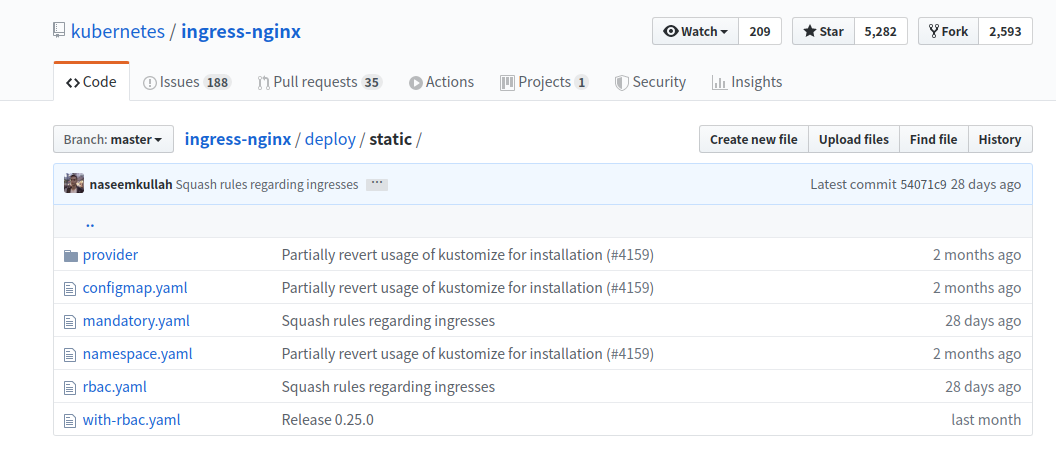 kubernetes / ingress-nginx
Watch 209 Star 5,282 Fork 2,593
Code Issues 188 Pull requests 35 Actions Projects 1 Security Insights
Branch: master ingress-nginx / deploy / static / Create new file Upload files Find file History
naseemkullah Squash rules regarding ingresses ... Latest commit 54071c9 28 days ago
..
provider Partially revert usage of kustomize for installation (#4159) 2 months ago
configmap.yaml Partially revert usage of kustomize for installation (#4159) 2 months ago
mandatory.yaml Squash rules regarding ingresses 28 days ago
namespace.yaml Partially revert usage of kustomize for installation (#4159) 2 months ago
rbac.yaml Squash rules regarding ingresses 28 days ago
with-rbac.yaml Release 0.25.0 last month